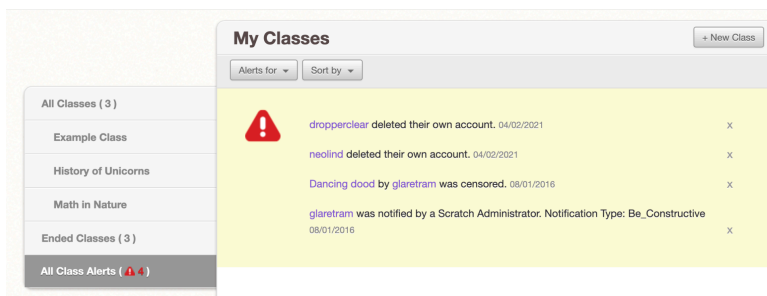 My Classes
+ New Class
Alerts for
Sort by
All Classes ( 3 )
Example Class
History of Unicorns
Math in Nature
Ended Classes ( 3 )
All Class Alerts ( 4 )
dropperclear deleted their own account. 04/02/2021 x
neolind deleted their own account. 04/02/2021 x
Dancing dood by glaretram was censored. 08/01/2016 x
glaretram was notified by a Scratch Administrator. Notification Type: Be_Constructive
08/01/2016 x